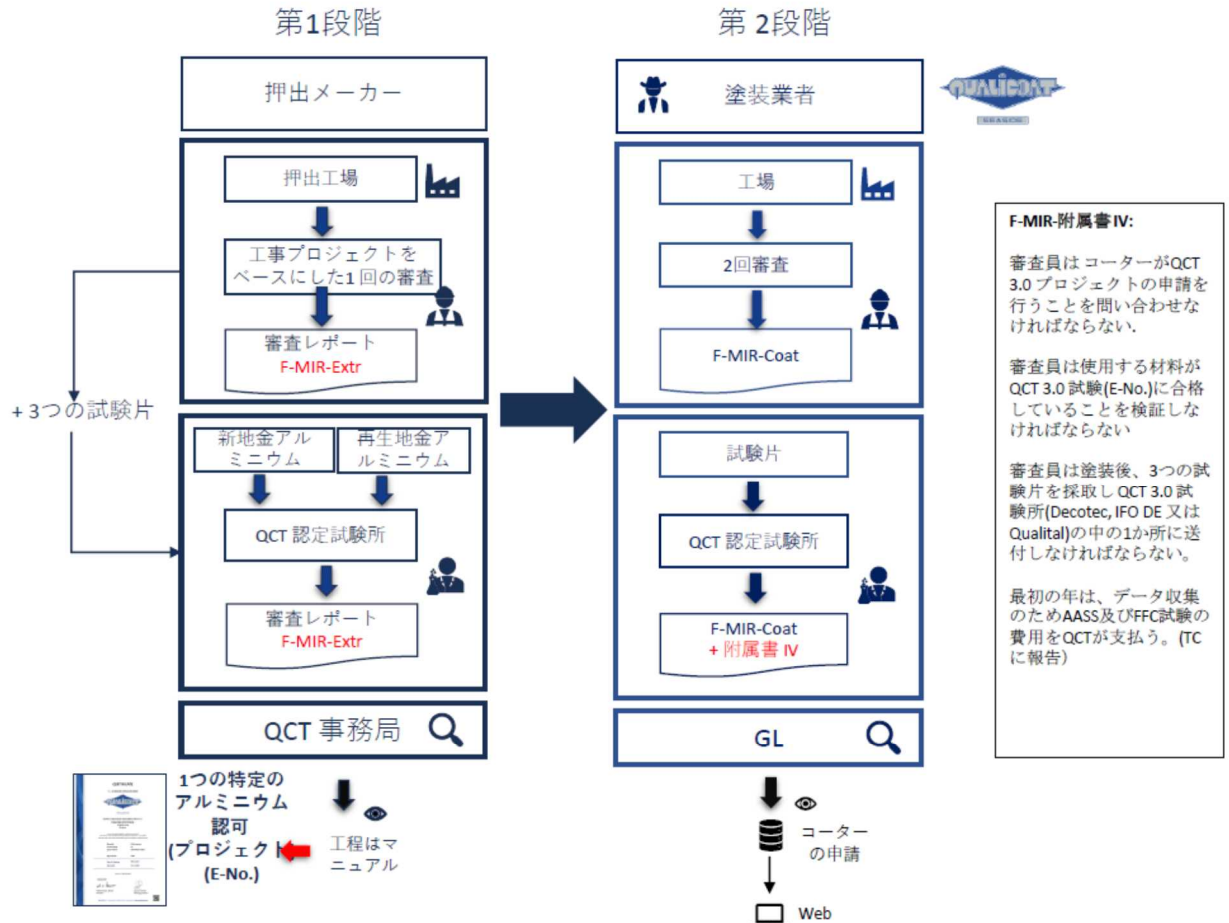 第1段階
押出メーカー
押出工場
工事プロジェクトを
ベースにした1回の審査
審査レポート
F-MIR-Extr
+ 3つの試験片
新地金アル
ミニウム
再生地金ア
ルミニウム
QCT 認定試験所
審査レポート
F-MIR-Extr
QCT 事務局
1つの特定の
アルミニウム
認可
(プロジェクト
(E-No.)
工程はマ
ニュアル
第 2段階
塗装業者
工場
2回審査
F-MIR-Coat
試験片
QCT 認定試験所
F-MIR-Coat
+ 附属書 IV
GL
コーター
の申請
Web
QUALICOAT
F-MIR-附属書 IV:
審査員は コーターがQCT
3.0 プロジェクトの申請を
行うことを問い合わせな
ければならない.
審査員は使用する材料が
QCT 3.0 試験(E-No.)に合格
していることを検証しな
ければならない
審査員は塗装後、3つの試
験片を採取し QCT 3.0 試
験所(Decotec, IFO DE 又は
Qualital)の中の1か所に送
付しなければならない。
最初の年は、データ収集
のためAASS及びFFC試験の
費用をQCTが支払う。(TC
に報告）